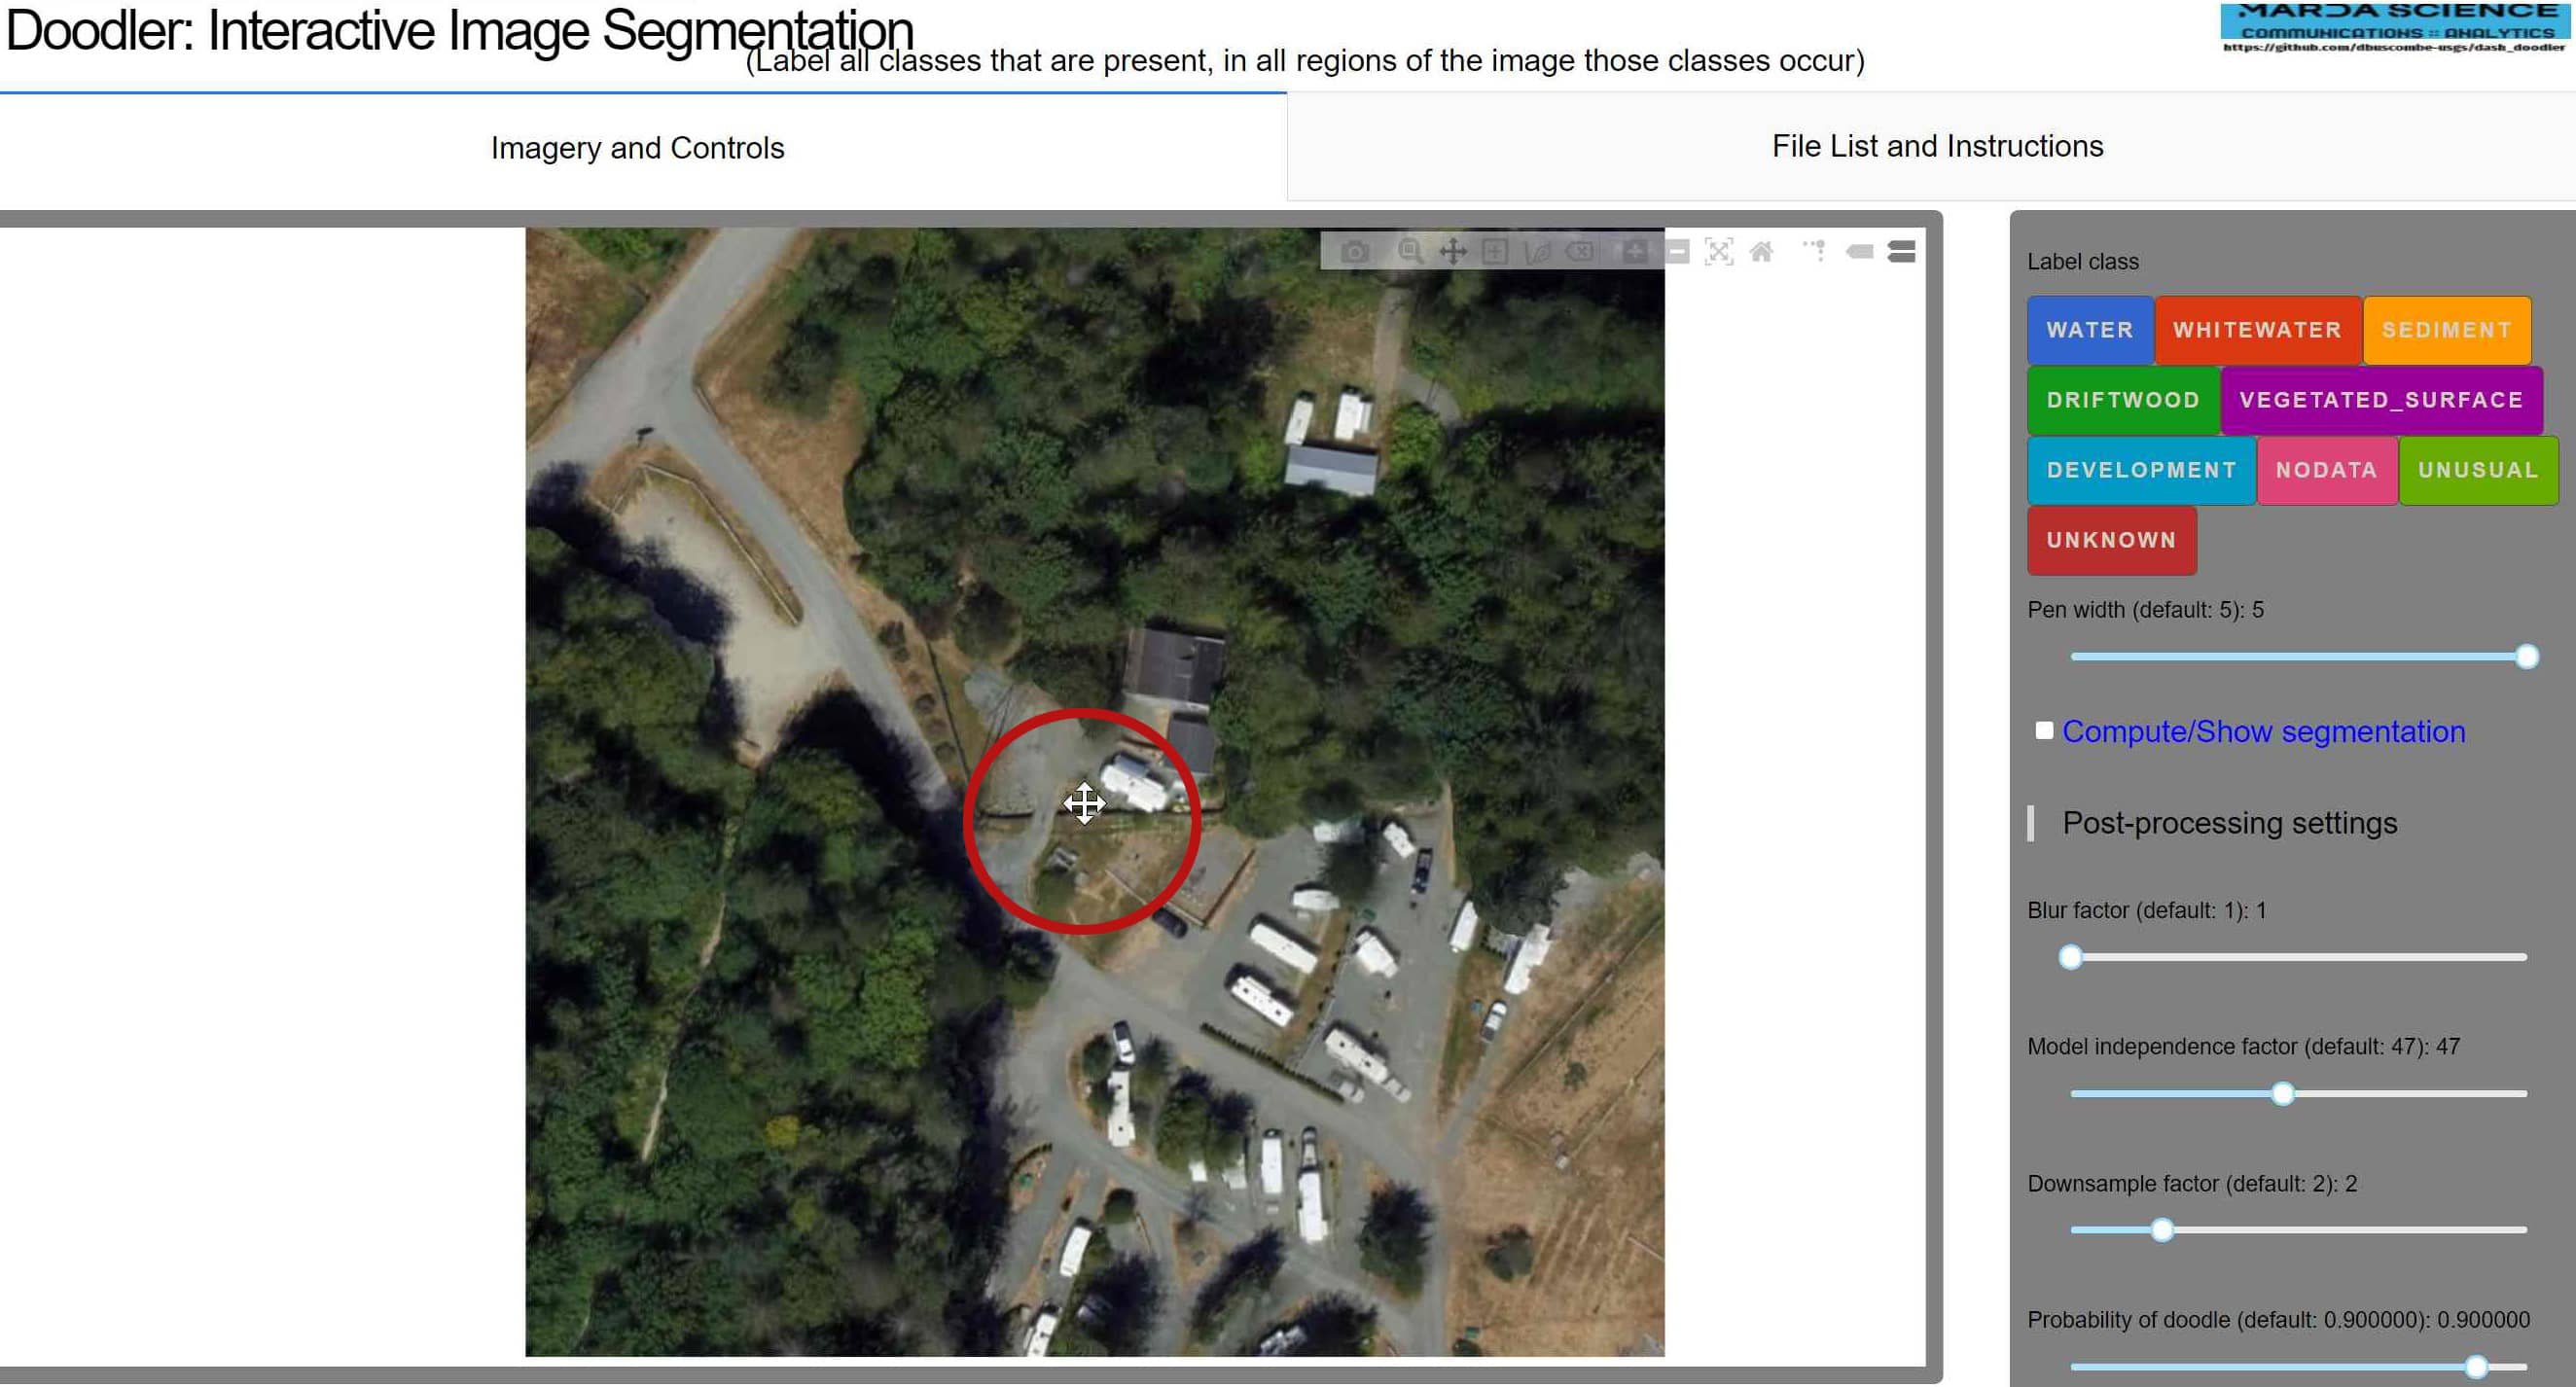 Doodler: Interactive Image Segmentation
MARDA SCIENCE
COMMUNICATIONS :: ANALYTICS
https://github.com/dbuscombe-usgs/dash_doodler
(Label all classes that are present, in all regions of the image those classes occur)
Imagery and Controls
File List and Instructions
Label class
WATER WHITEWATER SEDIMENT
DRIFTWOOD VEGETATED_SURFACE
DEVELOPMENT NODATA UNUSUAL
UNKNOWN
Pen width (default: 5): 5
Compute/Show segmentation
Post-processing settings
Blur factor (default: 1): 1
Model independence factor (default: 47): 47
Downsample factor (default: 2): 2
Probability of doodle (default: 0.900000): 0.900000